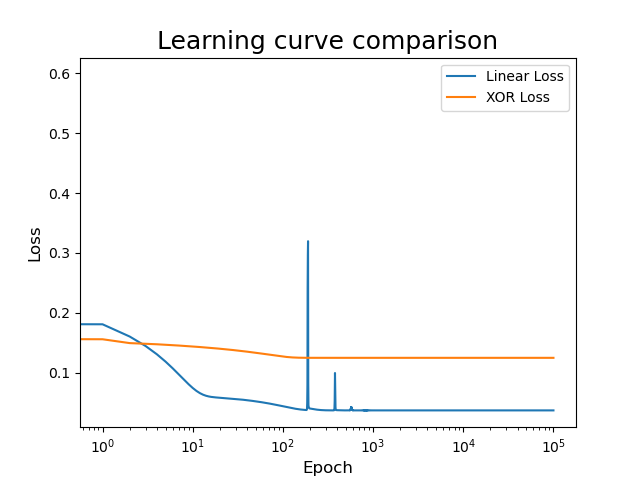 Learning curve comparison
Linear Loss
XOR Loss
0.6
0.5
0.4
0.3
0.2
0.1
Loss
10⁰ 10¹ 10² 10³ 10⁴ 10⁵
Epoch